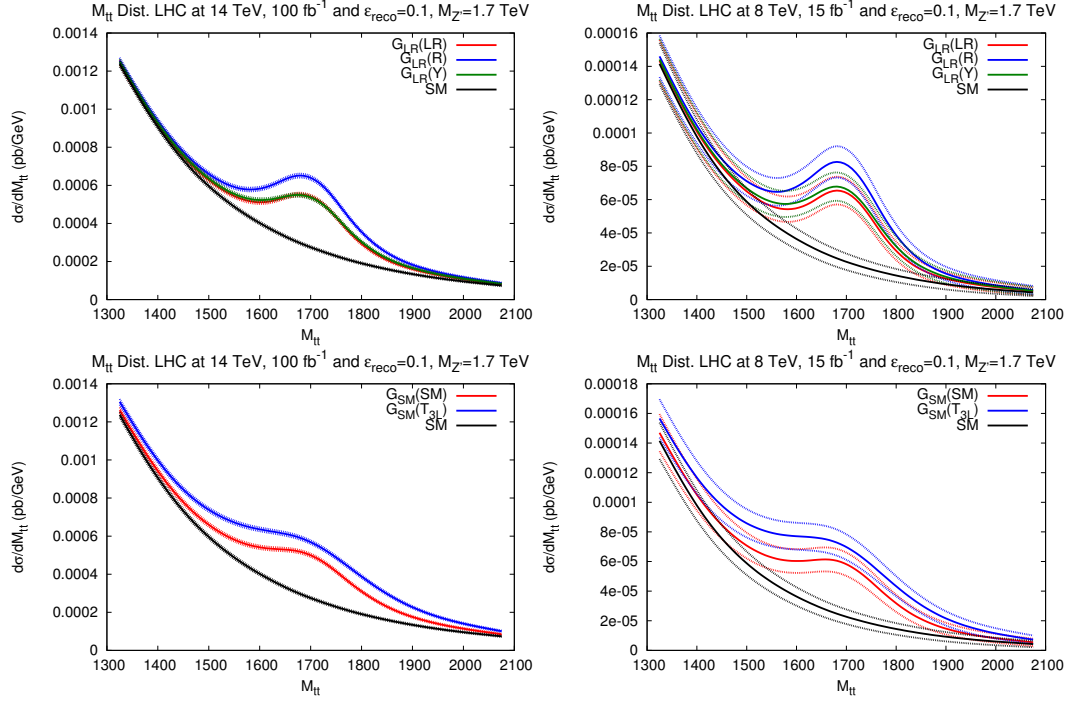 M_tt Dist. LHC at 14 TeV, 100 fb⁻¹ and ε_reco=0.1, M_Z'=1.7 TeV
dσ/dM_tt (pb/GeV)
0.0014
0.0012
0.001
0.0008
0.0006
0.0004
0.0002
0
G_LR(LR)
G_LR(R)
G_LR(Y)
SM
1300 1400 1500 1600 1700 1800 1900 2000 2100
M_tt
M_tt Dist. LHC at 8 TeV, 15 fb⁻¹ and ε_reco=0.1, M_Z'=1.7 TeV
dσ/dM_tt (pb/GeV)
0.00016
0.00014
0.00012
0.0001
8e-05
6e-05
4e-05
2e-05
0
G_LR(LR)
G_LR(R)
G_LR(Y)
SM
1300 1400 1500 1600 1700 1800 1900 2000 2100
M_tt
M_tt Dist. LHC at 14 TeV, 100 fb⁻¹ and ε_reco=0.1, M_Z'=1.7 TeV
dσ/dM_tt (pb/GeV)
0.0014
0.0012
0.001
0.0008
0.0006
0.0004
0.0002
0
G_SM(SM)
G_SM(T_3L)
SM
1300 1400 1500 1600 1700 1800 1900 2000 2100
M_tt
M_tt Dist. LHC at 8 TeV, 15 fb⁻¹ and ε_reco=0.1, M_Z'=1.7 TeV
dσ/dM_tt (pb/GeV)
0.00018
0.00016
0.00014
0.00012
0.0001
8e-05
6e-05
4e-05
2e-05
0
G_SM(SM)
G_SM(T_3L)
SM
1300 1400 1500 1600 1700 1800 1900 2000 2100
M_tt